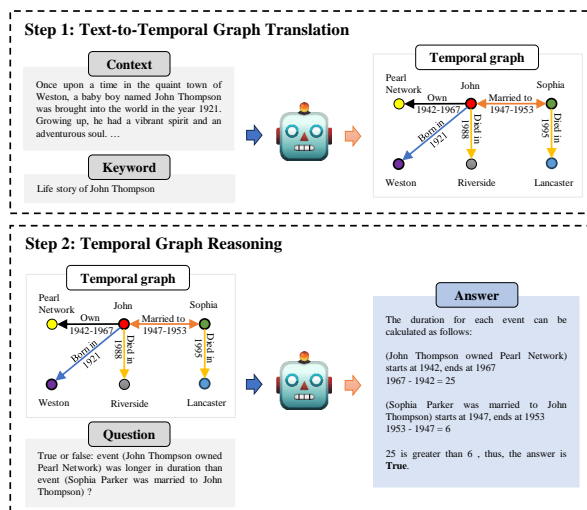 Step 1: Text-to-Temporal Graph Translation
Context
Once upon a time in the quaint town of
Weston, a baby boy named John Thompson
was brought into the world in the year 1921.
Growing up, he had a vibrant spirit and an
adventurous soul. …
Keyword
Life story of John Thompson
Temporal graph
Pearl
Network
John
Sophia
Own
1942-1967
Married to
1947-1953
Born in
1921
Died in
1988
Died in
1995
Weston
Riverside
Lancaster
Step 2: Temporal Graph Reasoning
Temporal graph
Pearl
Network
John
Sophia
Own
1942-1967
Married to
1947-1953
Born in
1921
Died in
1988
Died in
1995
Weston
Riverside
Lancaster
Question
True or false: event (John Thompson owned
Pearl Network) was longer in duration than
event (Sophia Parker was married to John
Thompson) ?
Answer
The duration for each event can be
calculated as follows:
(John Thompson owned Pearl Network)
starts at 1942, ends at 1967
1967 - 1942 = 25
(Sophia Parker was married to John
Thompson) starts at 1947, ends at 1953
1953 - 1947 = 6
25 is greater than 6 , thus, the answer is
True.